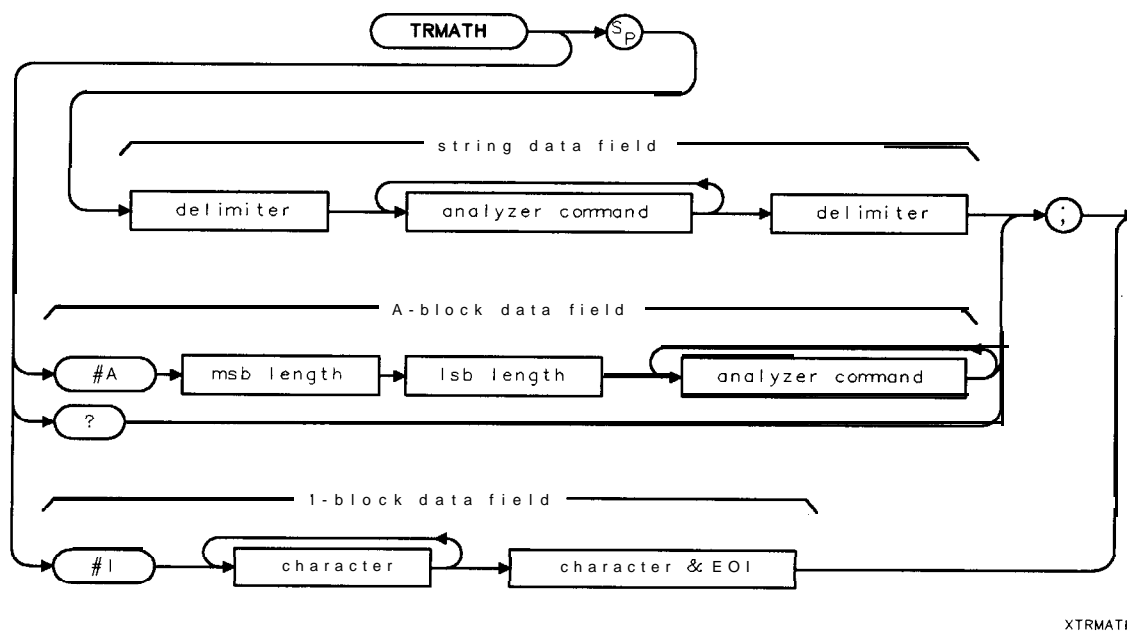 TRMATH
SP
string data field
delimiter
analyzer command
delimiter
;
A-block data field
#A
msb length
lsb length
analyzer command
?
1-block data field
#I
character
character & EOI
XTRMATH